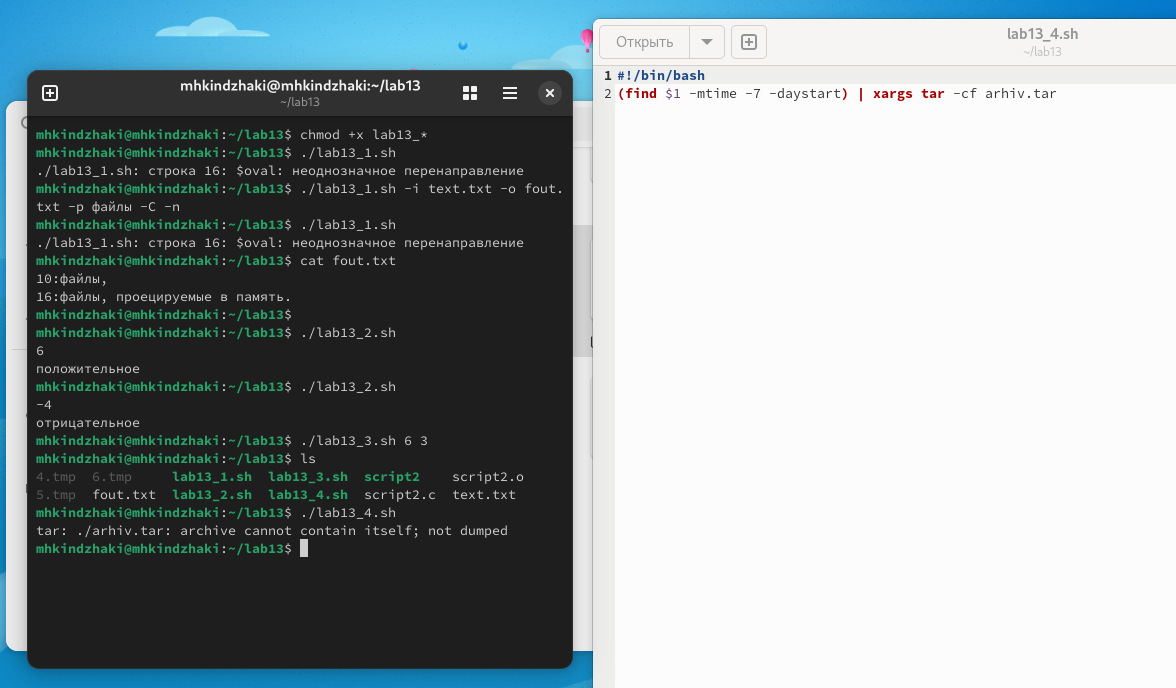 mhkindzhaki@mhkindzhaki:~/lab13
~/lab13
mhkindzhaki@mhkindzhaki:~/lab13$ chmod +x lab13_*
mhkindzhaki@mhkindzhaki:~/lab13$ ./lab13_1.sh
./lab13_1.sh: строка 16: $oval: неоднозначное перенаправление
mhkindzhaki@mhkindzhaki:~/lab13$ ./lab13_1.sh -i text.txt -o fout.
txt -p файлы -C -n
mhkindzhaki@mhkindzhaki:~/lab13$ ./lab13_1.sh
./lab13_1.sh: строка 16: $oval: неоднозначное перенаправление
mhkindzhaki@mhkindzhaki:~/lab13$ cat fout.txt
10:файлы,
16:файлы, проецируемые в память.
mhkindzhaki@mhkindzhaki:~/lab13$
mhkindzhaki@mhkindzhaki:~/lab13$ ./lab13_2.sh
6
положительное
mhkindzhaki@mhkindzhaki:~/lab13$ ./lab13_2.sh
-4
отрицательное
mhkindzhaki@mhkindzhaki:~/lab13$ ./lab13_3.sh 6 3
mhkindzhaki@mhkindzhaki:~/lab13$ ls
4.tmp 6.tmp lab13_1.sh lab13_3.sh script2 script2.o
5.tmp fout.txt lab13_2.sh lab13_4.sh script2.c text.txt
mhkindzhaki@mhkindzhaki:~/lab13$ ./lab13_4.sh
tar: ./arhiv.tar: archive cannot contain itself; not dumped
mhkindzhaki@mhkindzhaki:~/lab13$
Открыть
lab13_4.sh
~/lab13
1 #!/bin/bash
2 (find $1 -mtime -7 -daystart) | xargs tar -cf arhiv.tar